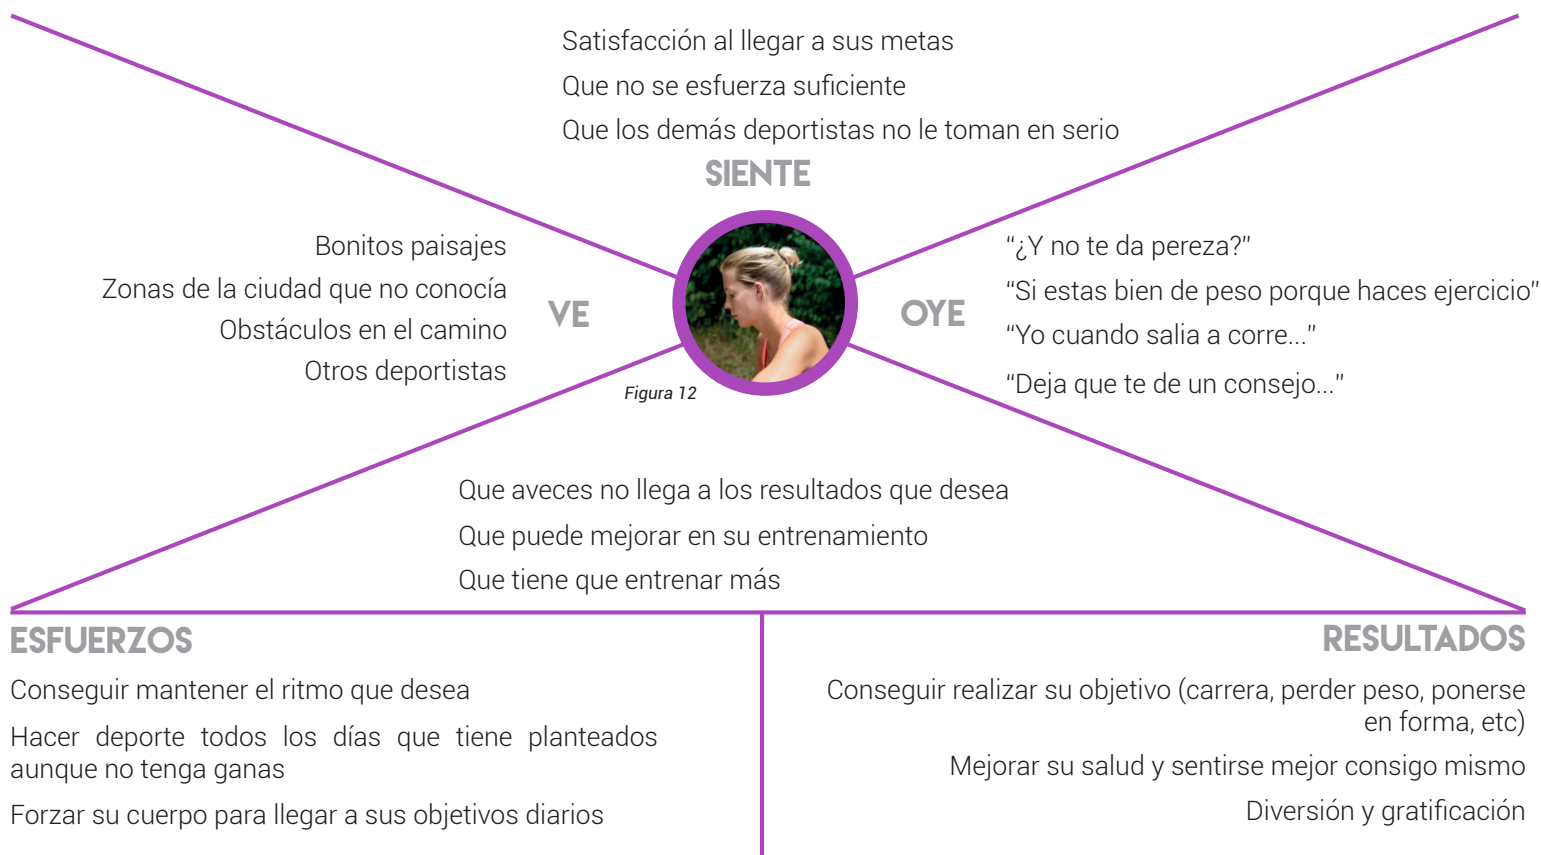 Satisfacción al llegar a sus metas
Que no se esfuerza suficiente
Que los demás deportistas no le toman en serio
SIENTE
Bonitos paisajes
Zonas de la ciudad que no conocía
Obstáculos en el camino
Otros deportistas
VE
Figura 12
OYE
“¿Y no te da pereza?”
“Si estas bien de peso porque haces ejercicio”
“Yo cuando salia a corre...”
“Deja que te de un consejo...”
Que aveces no llega a los resultados que desea
Que puede mejorar en su entrenamiento
Que tiene que entrenar más
ESFUERZOS
Conseguir mantener el ritmo que desea
Hacer deporte todos los días que tiene planteados
aunque no tenga ganas
Forzar su cuerpo para llegar a sus objetivos diarios
RESULTADOS
Conseguir realizar su objetivo (carrera, perder peso, ponerse
en forma, etc)
Mejorar su salud y sentirse mejor consigo mismo
Diversión y gratificación